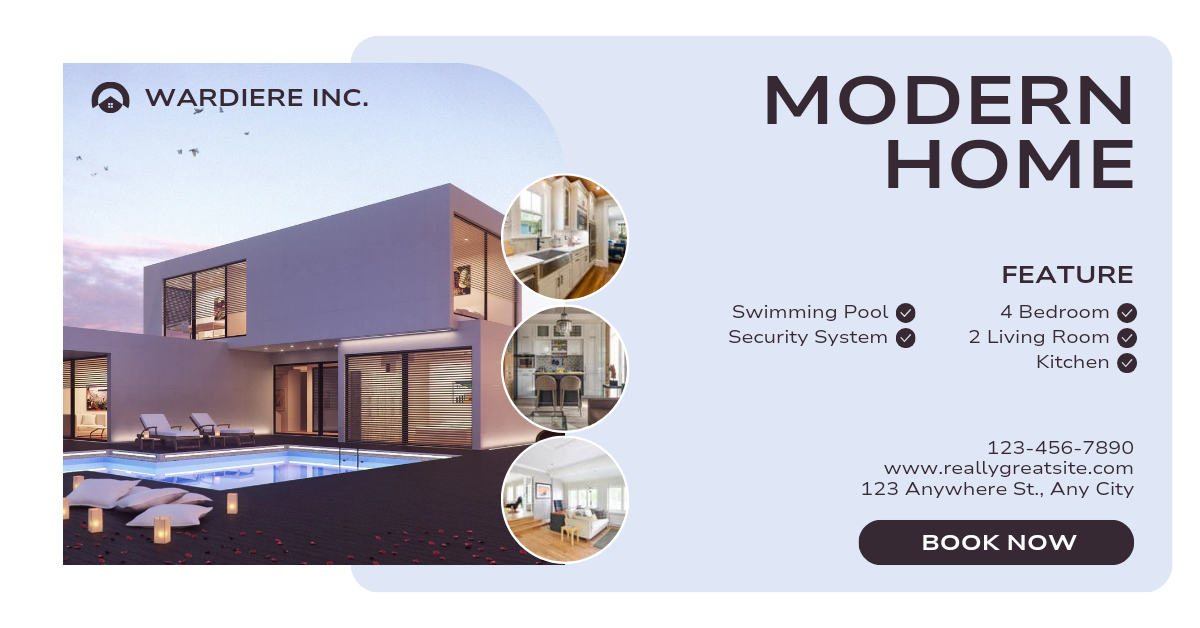 WARDIERE INC.
MODERN
HOME
FEATURE
Swimming Pool
Security System
4 Bedroom
2 Living Room
Kitchen
123-456-7890
www.reallygreatsite.com
123 Anywhere St., Any City
BOOK NOW